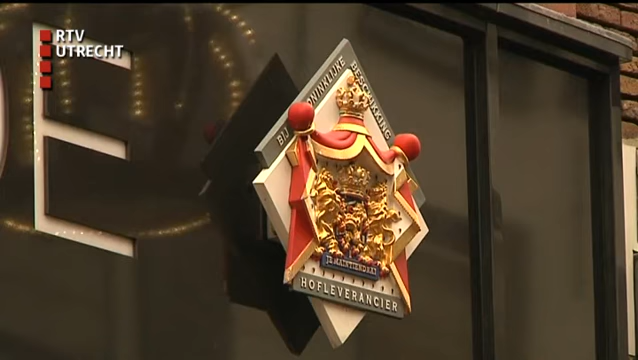 RTV
UTRECHT
BIJ KONINKLIJKE BESCHIKKING
JE MAINTIENDRAI
HOFLEVERANCIER